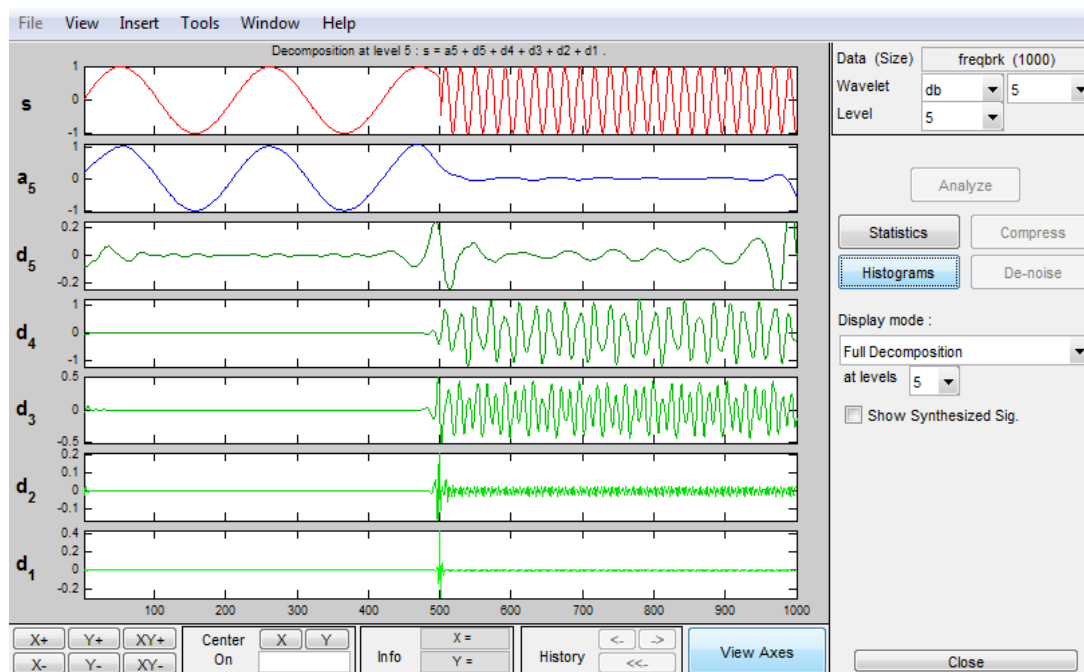 File View Insert Tools Window Help
Decomposition at level 5 : s = a5 + d5 + d4 + d3 + d2 + d1 .
s
1
0
-1
a5
1
0
-1
d5
0.2
0
-0.2
d4
1
0
-1
d3
0.5
0
-0.5
d2
0.2
0.1
0
-0.1
d1
0.4
0.2
0
-0.2
100 200 300 400 500 600 700 800 900 1000
Data (Size) freqbrk (1000)
Wavelet db 5
Level 5
Analyze
Statistics Compress
Histograms De-noise
Display mode :
Full Decomposition
at levels 5
Show Synthesized Sig.
X+ Y+ XY+
X- Y- XY-
Center On X Y
Info X = Y =
History <- -> <<-
View Axes
Close